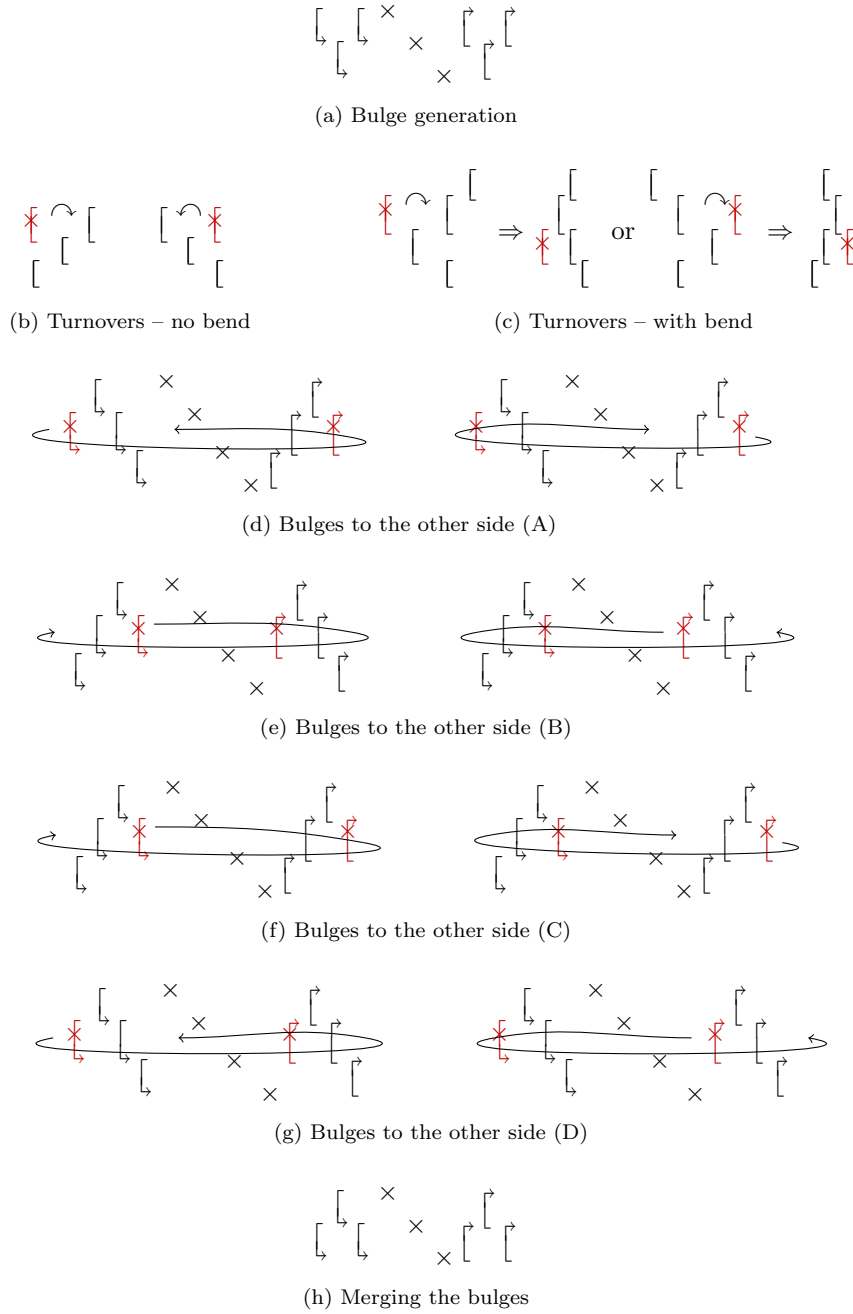 (a) Bulge generation
⇒ or ⇒
(b) Turnovers – no bend
(c) Turnovers – with bend
(d) Bulges to the other side (A)
(e) Bulges to the other side (B)
(f) Bulges to the other side (C)
(g) Bulges to the other side (D)
(h) Merging the bulges